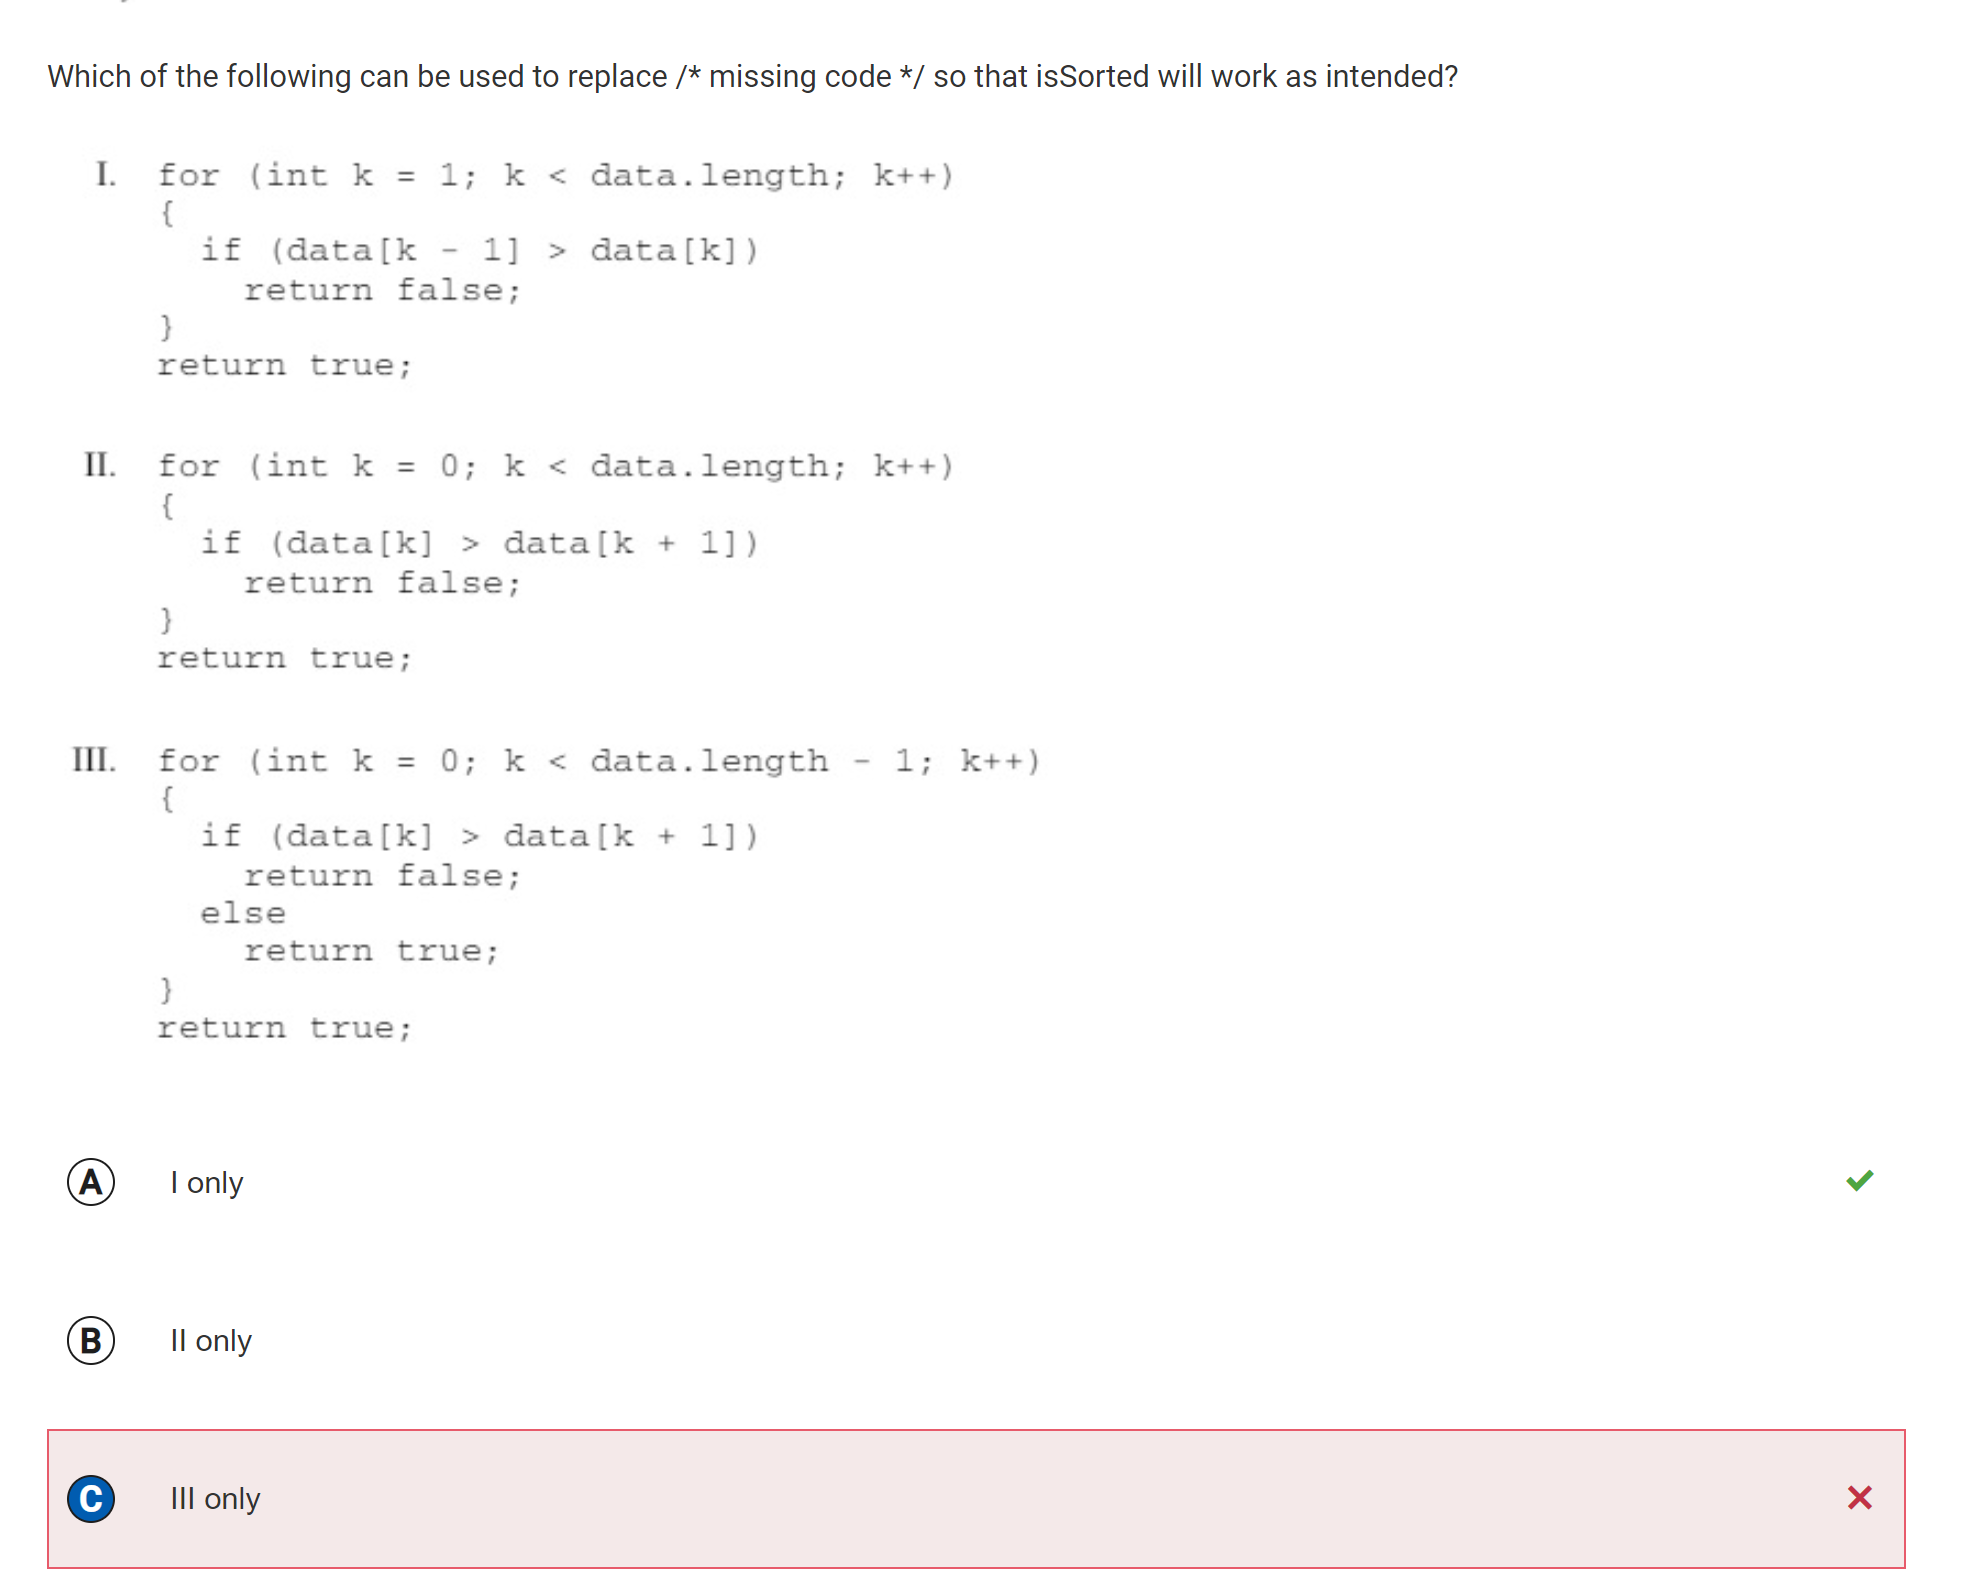 Which of the following can be used to replace /* missing code */ so that isSorted will work as intended?
I. for (int k = 1; k < data.length; k++)
{
if (data[k - 1] > data[k])
return false;
}
return true;
II. for (int k = 0; k < data.length; k++)
{
if (data[k] > data[k + 1])
return false;
}
return true;
III. for (int k = 0; k < data.length - 1; k++)
{
if (data[k] > data[k + 1])
return false;
else
return true;
}
return true;
A I only
B II only
C III only